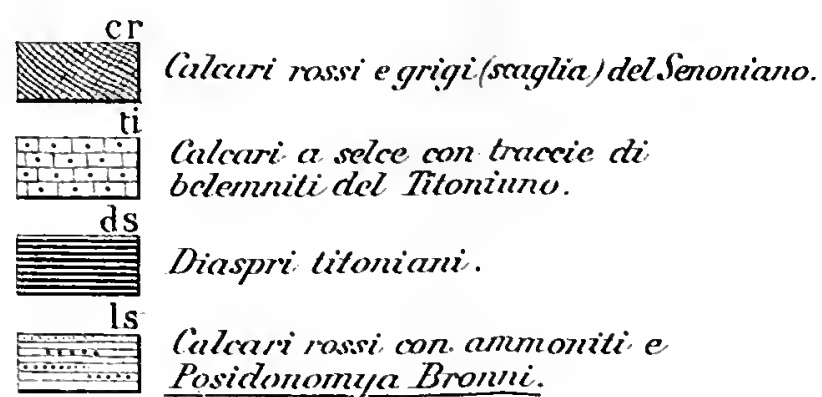 cr
Calcari rossi e grigi (scaglia) del Senoniano.
ti
Calcari a selce con traccie di
belemniti del Titoniano.
ds
Diaspri titoniani.
ls
Calcari rossi con ammoniti e
Posidonomya Bronni.